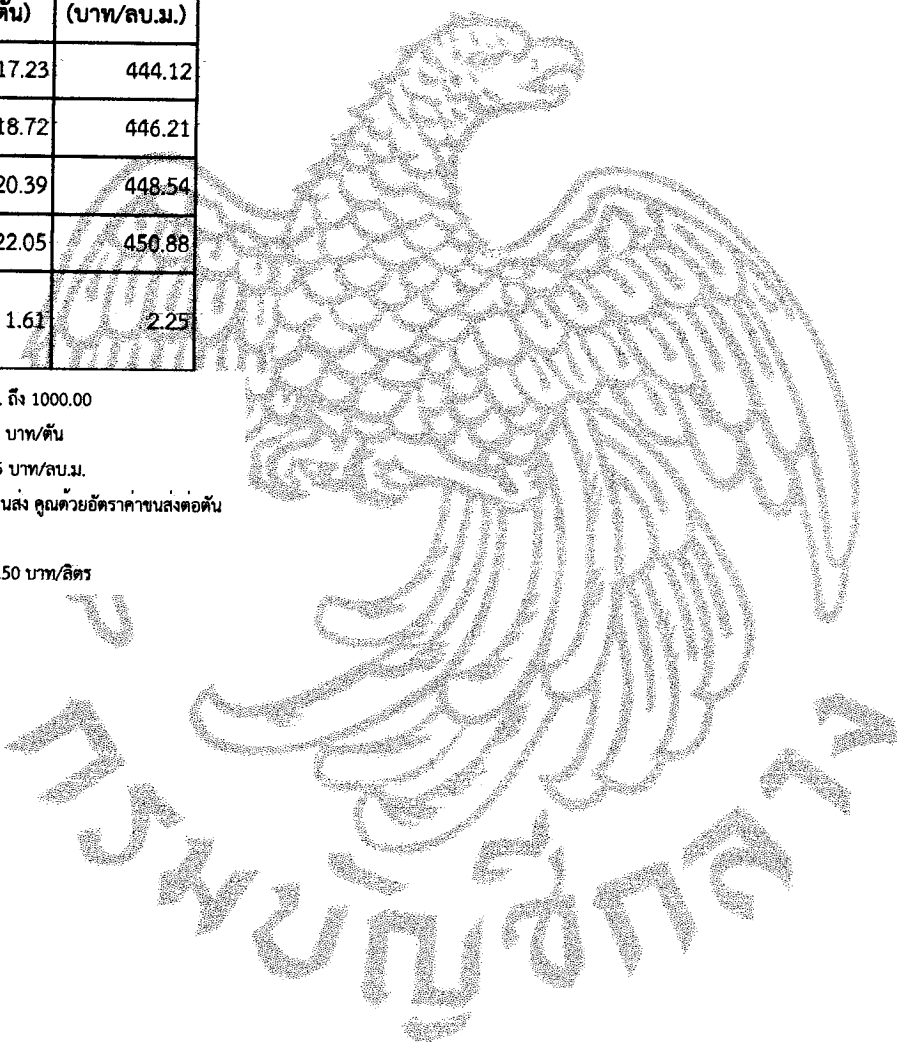 ตัน) (บาท/ลบ.ม.)
17.23 444.12
18.72 446.21
20.39 448.54
22.05 450.88
1.61 2.25
. ถึง 1000.00
บาท/ตัน
5 บาท/ลบ.ม.
นส่ง คูณด้วยอัตราค่าขนส่งต่อตัน
.50 บาท/ลิตร
กรมบัญชีกลาง